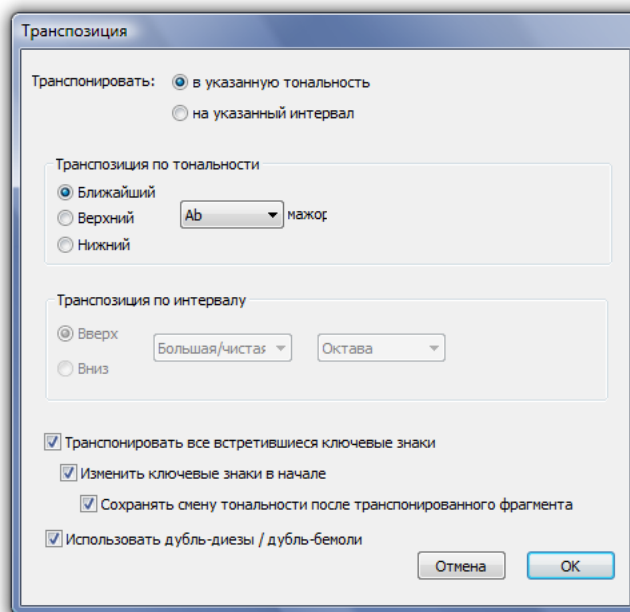 Транспозиция
Транспонировать: в указанную тональность
на указанный интервал
Транспозиция по тональности
Ближайший
Верхний Ab мажор
Нижний
Транспозиция по интервалу
Вверх Большая/чистая Октава
Вниз
Транспонировать все встретившиеся ключевые знаки
Изменить ключевые знаки в начале
Сохранять смену тональности после транспонированного фрагмента
Использовать дубль-диезы / дубль-бемоли
Отмена OK